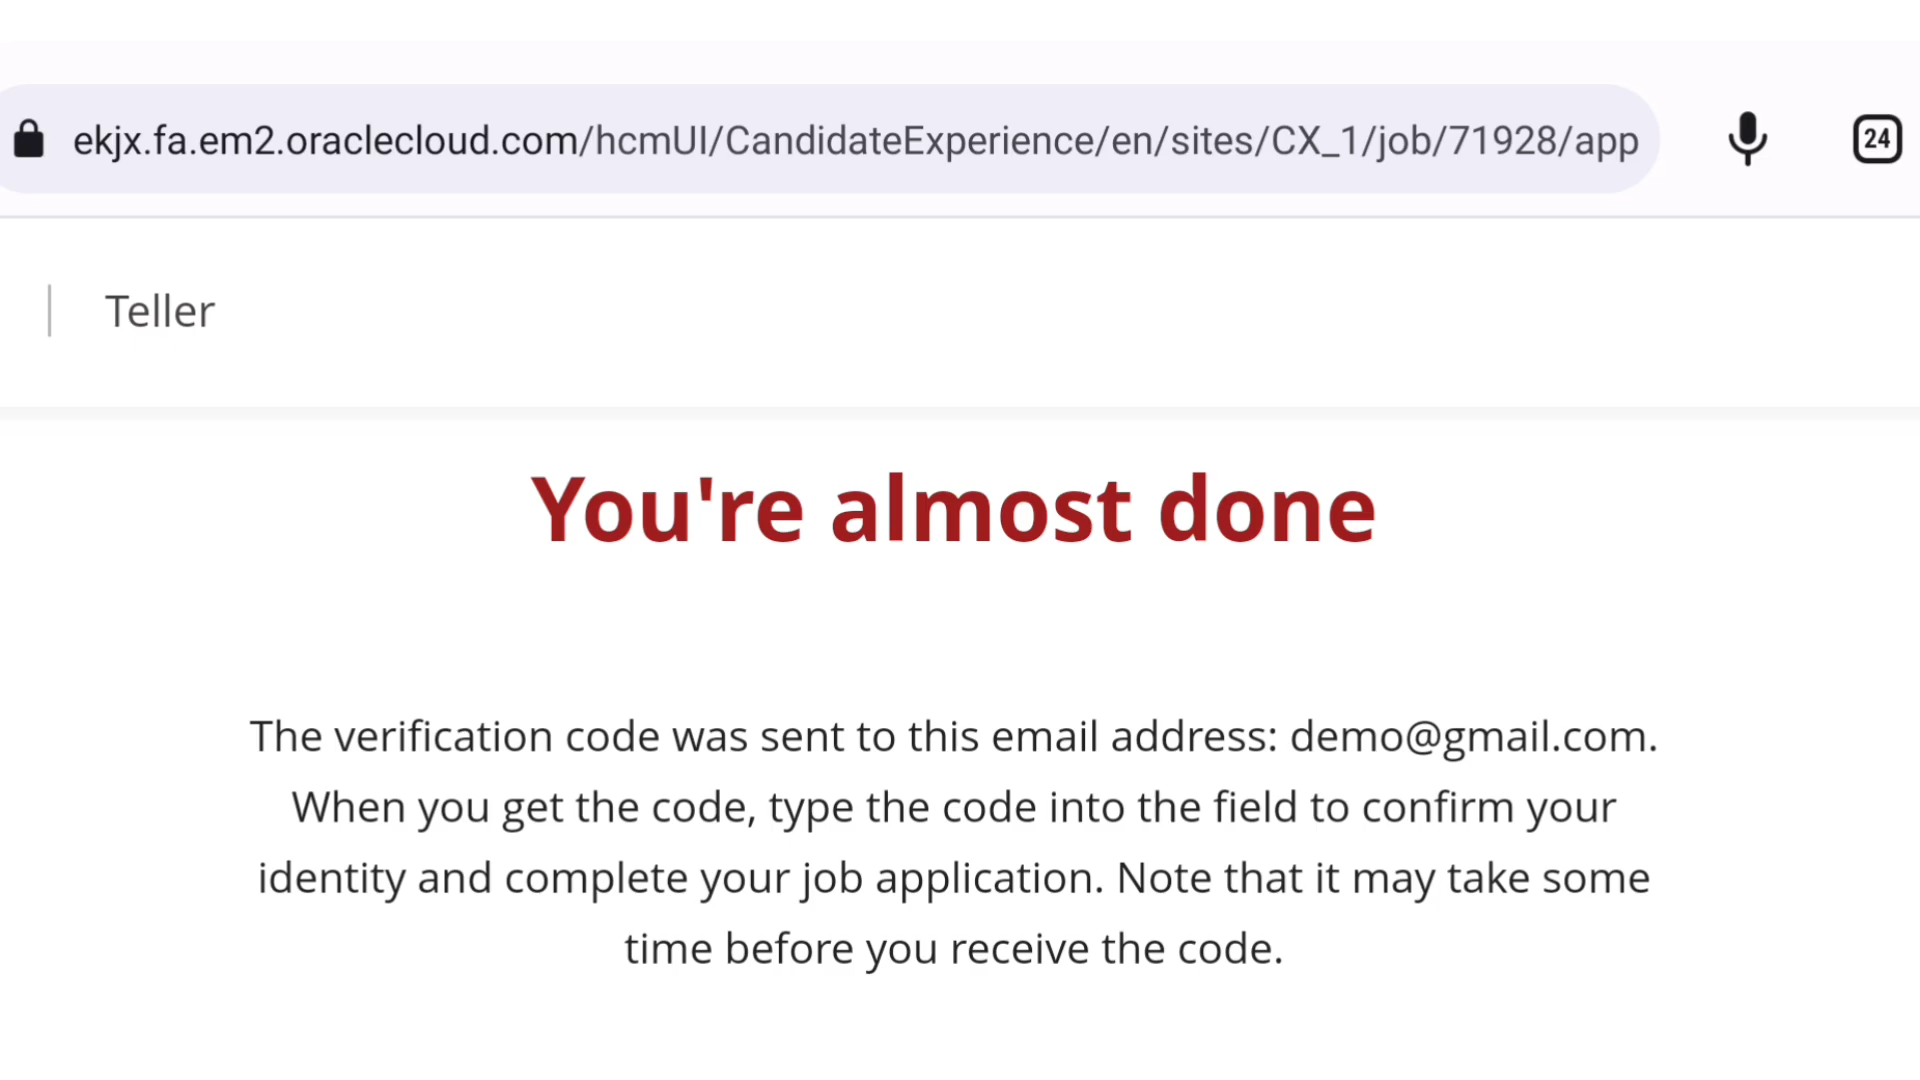 ekjx.fa.em2.oraclecloud.com/hcmUI/CandidateExperience/en/sites/CX_1/job/71928/app
24
Teller
You're almost done
The verification code was sent to this email address: demo@gmail.com.
When you get the code, type the code into the field to confirm your
identity and complete your job application. Note that it may take some
time before you receive the code.